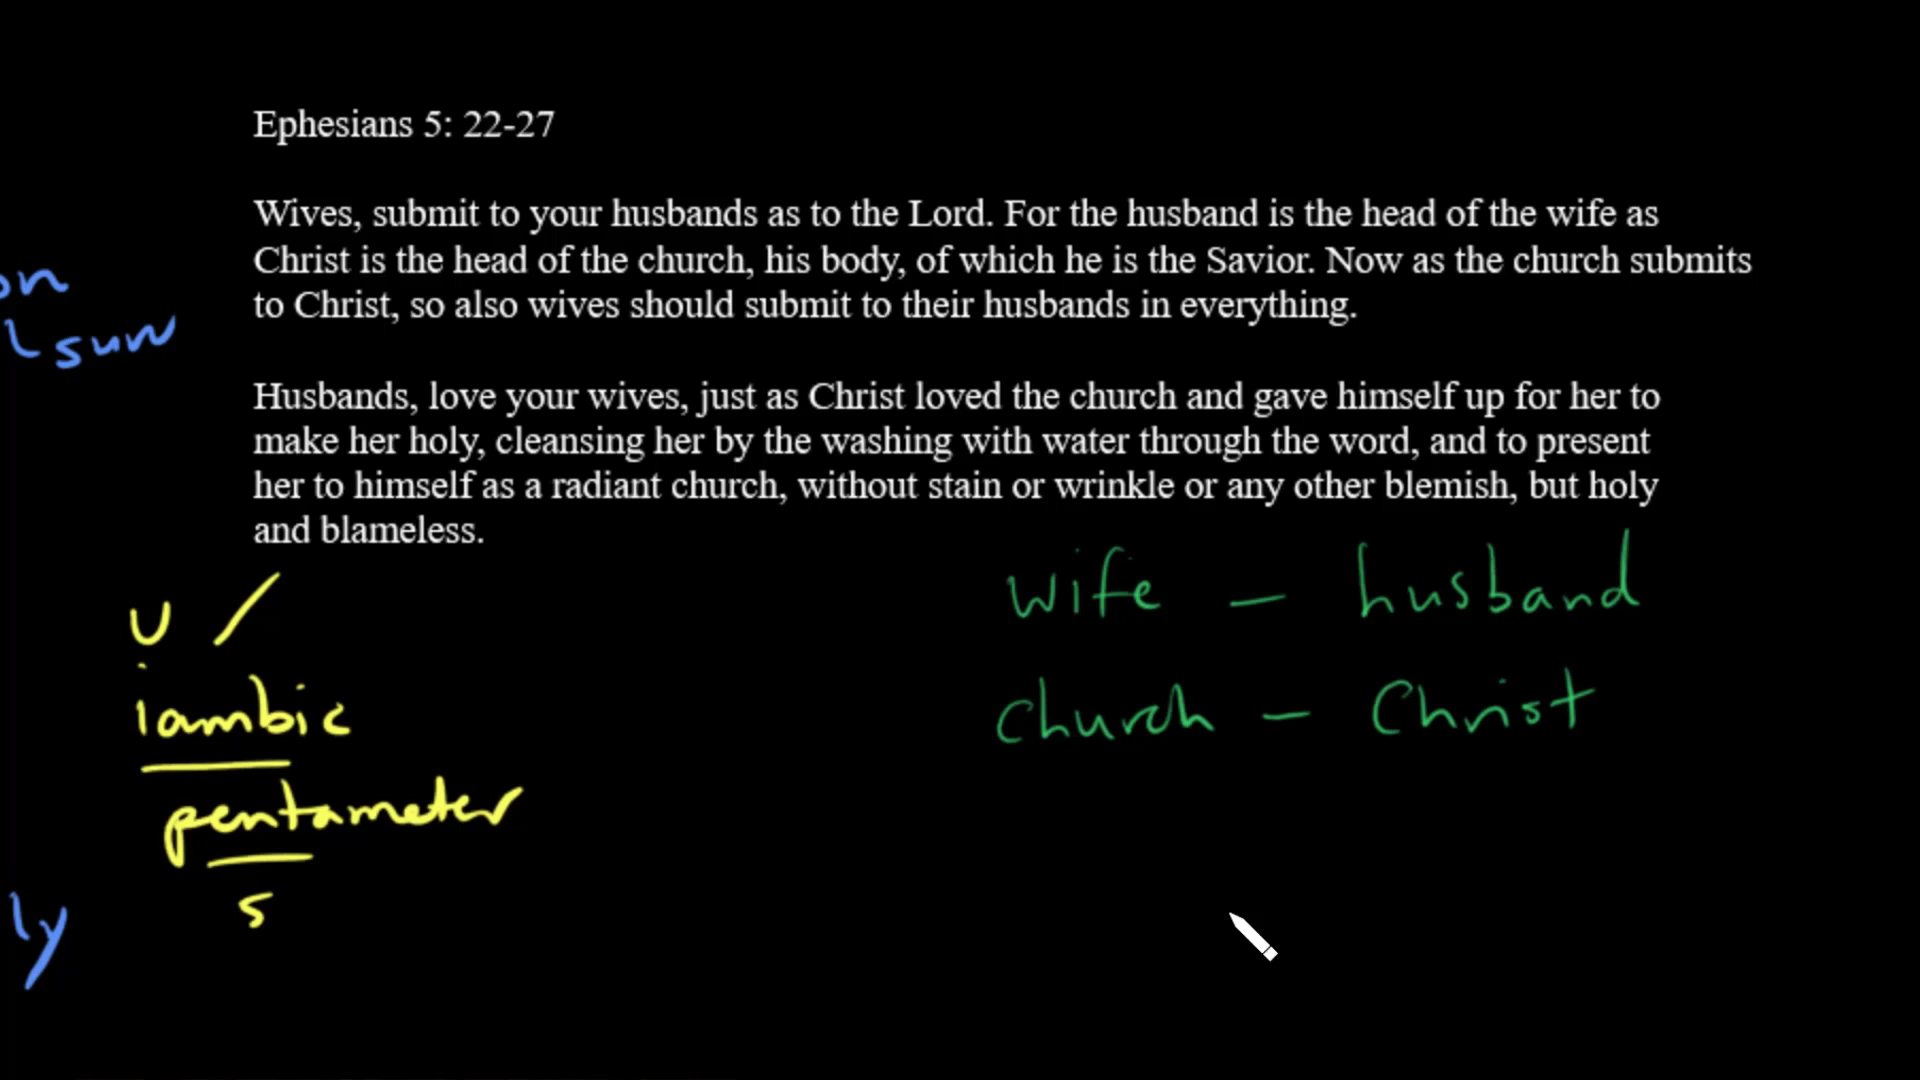 Ephesians 5: 22-27
Wives, submit to your husbands as to the Lord. For the husband is the head of the wife as
Christ is the head of the church, his body, of which he is the Savior. Now as the church submits
to Christ, so also wives should submit to their husbands in everything.
Husbands, love your wives, just as Christ loved the church and gave himself up for her to
make her holy, cleansing her by the washing with water through the word, and to present
her to himself as a radiant church, without stain or wrinkle or any other blemish, but holy
and blameless.
on
sun
U /
iambic
pentameter
5
ly
wife – husband
church – Christ